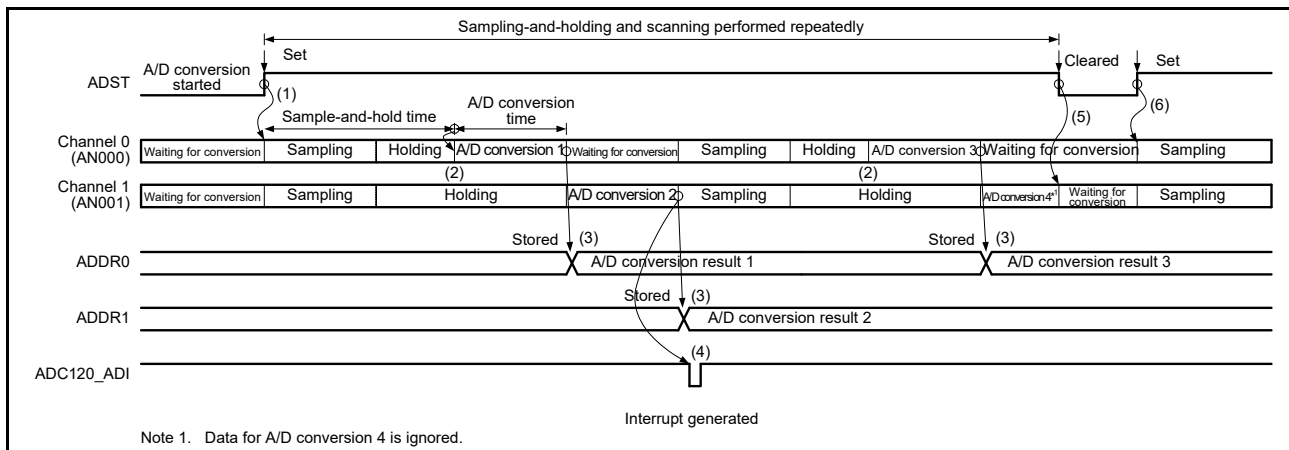 Sampling-and-holding and scanning performed repeatedly
Set
Cleared
Set
ADST
A/D conversion
started
(1)
(5)
(6)
Sample-and-hold time
A/D conversion
time
Channel 0
(AN000)
Waiting for conversion
Sampling
Holding
A/D conversion 1
Waiting for conversion
Sampling
Holding
A/D conversion 3
Waiting for conversion
Sampling
(2)
(2)
Channel 1
(AN001)
Waiting for conversion
Sampling
Holding
A/D conversion 2
Sampling
Holding
A/D conversion 4*1
Waiting for
conversion
Sampling
Stored
(3)
Stored
(3)
ADDR0
A/D conversion result 1
A/D conversion result 3
Stored
(3)
ADDR1
A/D conversion result 2
(4)
ADC120_ADI
Interrupt generated
Note 1. Data for A/D conversion 4 is ignored.